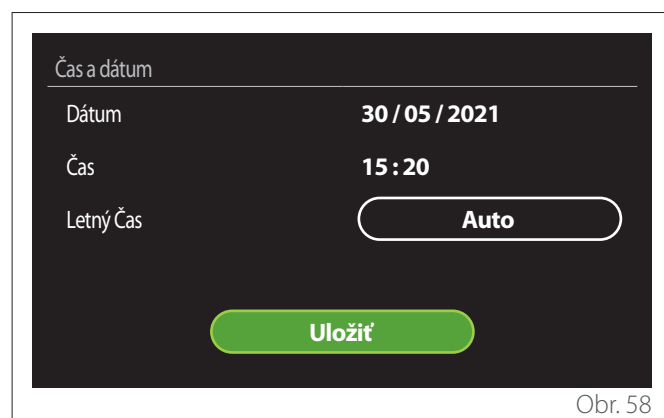 Čas a dátum
Dátum 30 / 05 / 2021
Čas 15 : 20
Letný Čas Auto
Uložiť
Obr. 58